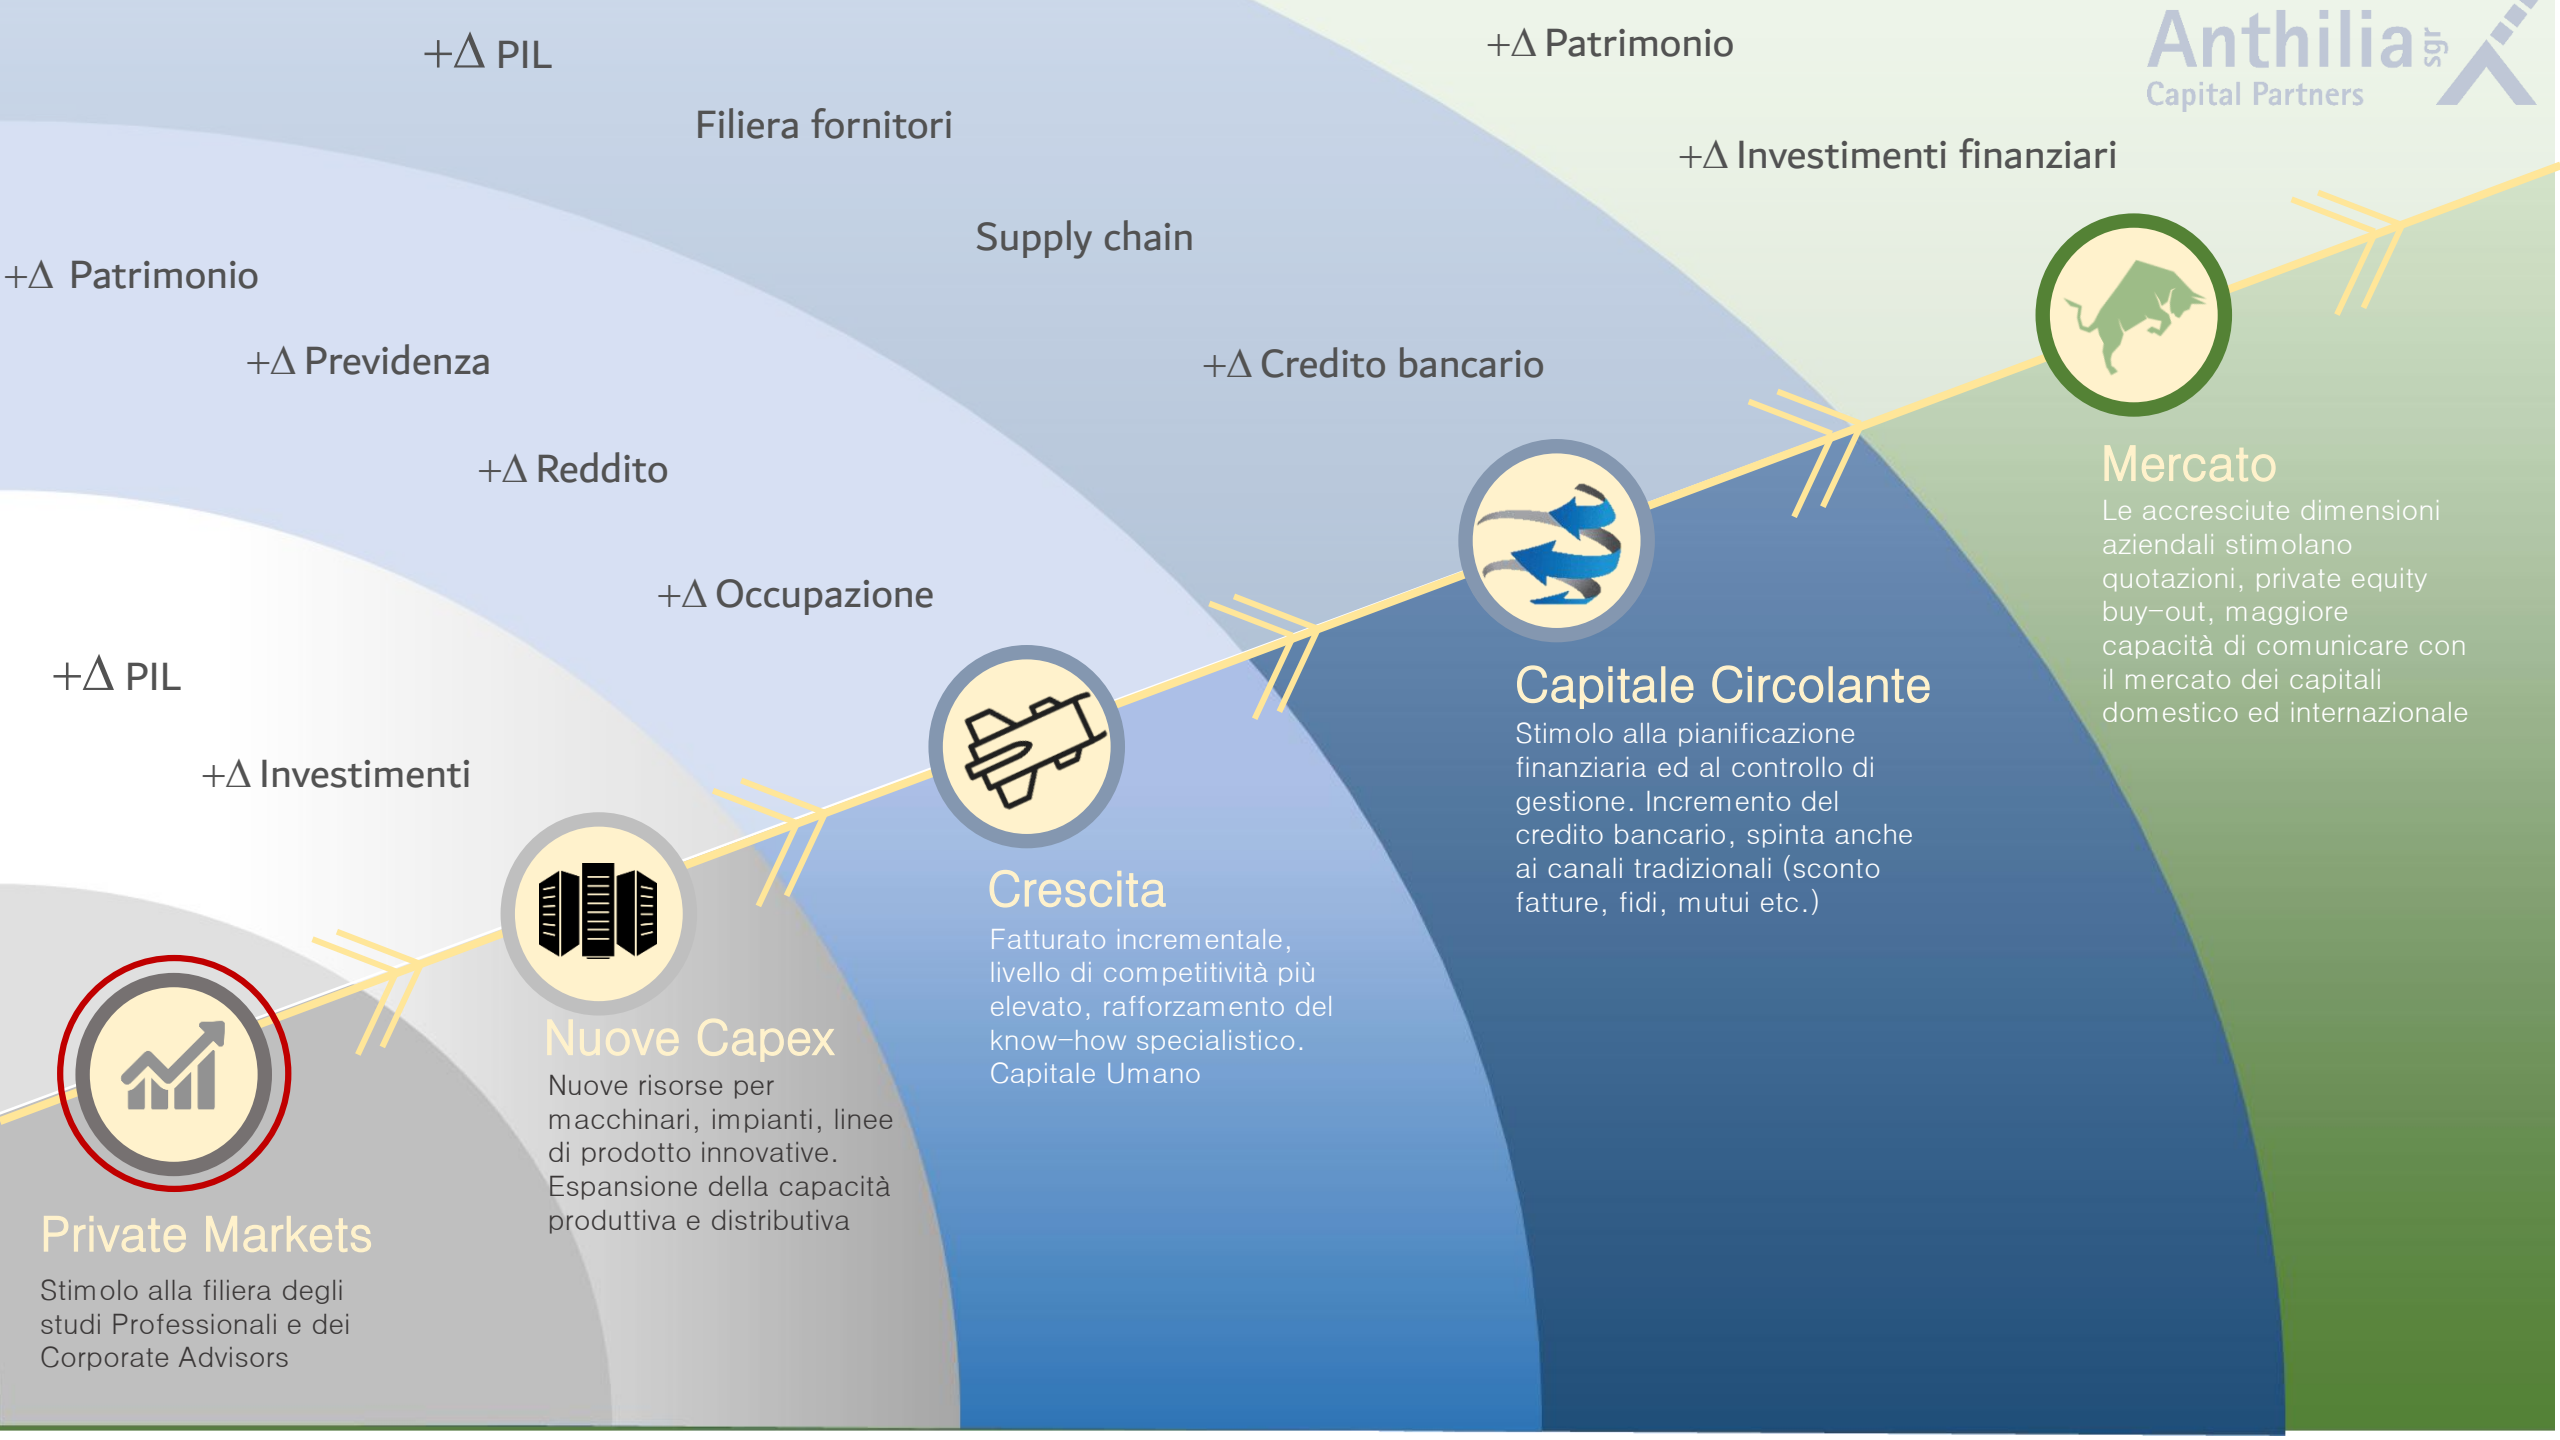 +Δ PIL
Filiera fornitori
Supply chain
+Δ Credito bancario
+Δ Patrimonio
+Δ Investimenti finanziari
Anthilia sgr
Capital Partners
+Δ Patrimonio
+Δ Previdenza
+Δ Reddito
+Δ Occupazione
+Δ PIL
+Δ Investimenti
Private Markets
Stimolo alla filiera degli
studi Professionali e dei
Corporate Advisors
Nuove Capex
Nuove risorse per
macchinari, impianti, linee
di prodotto innovative.
Espansione della capacità
produttiva e distributiva
Crescita
Fatturato incrementale,
livello di competitività più
elevato, rafforzamento del
know-how specialistico.
Capitale Umano
Capitale Circolante
Stimolo alla pianificazione
finanziaria ed al controllo di
gestione. Incremento del
credito bancario, spinta anche
ai canali tradizionali (sconto
fatture, fidi, mutui etc.)
Mercato
Le accresciute dimensioni
aziendali stimolano
quotazioni, private equity
buy-out, maggiore
capacità di comunicare con
il mercato dei capitali
domestico ed internazionale